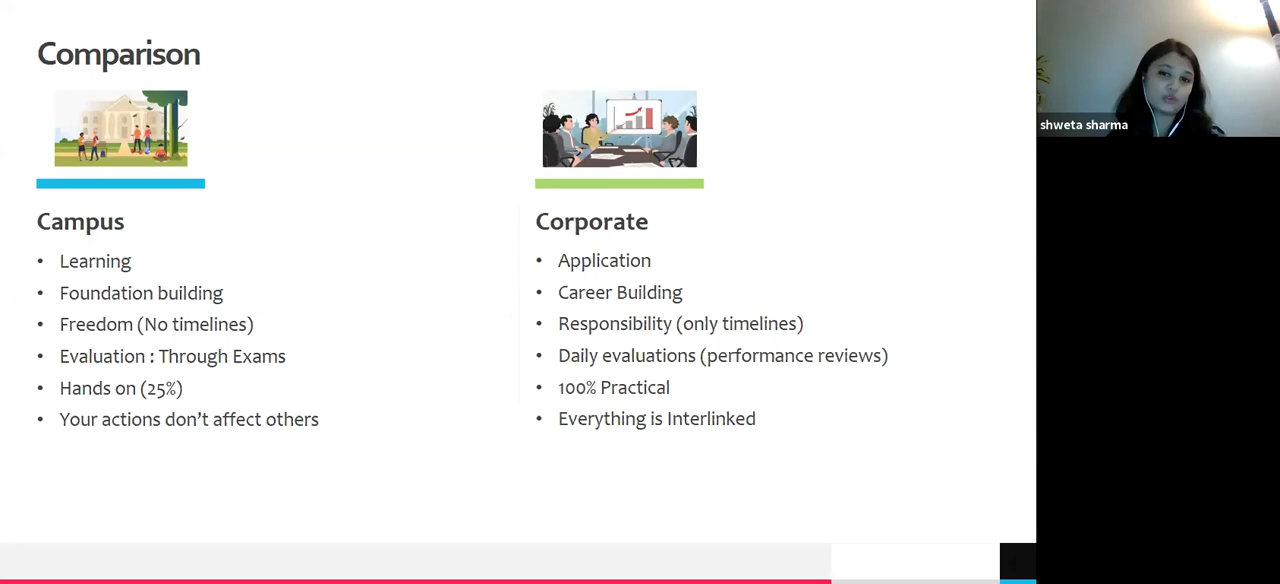 Comparison
Campus
• Learning
• Foundation building
• Freedom (No timelines)
• Evaluation : Through Exams
• Hands on (25%)
• Your actions don’t affect others
Corporate
• Application
• Career Building
• Responsibility (only timelines)
• Daily evaluations (performance reviews)
• 100% Practical
• Everything is Interlinked
shweta sharma